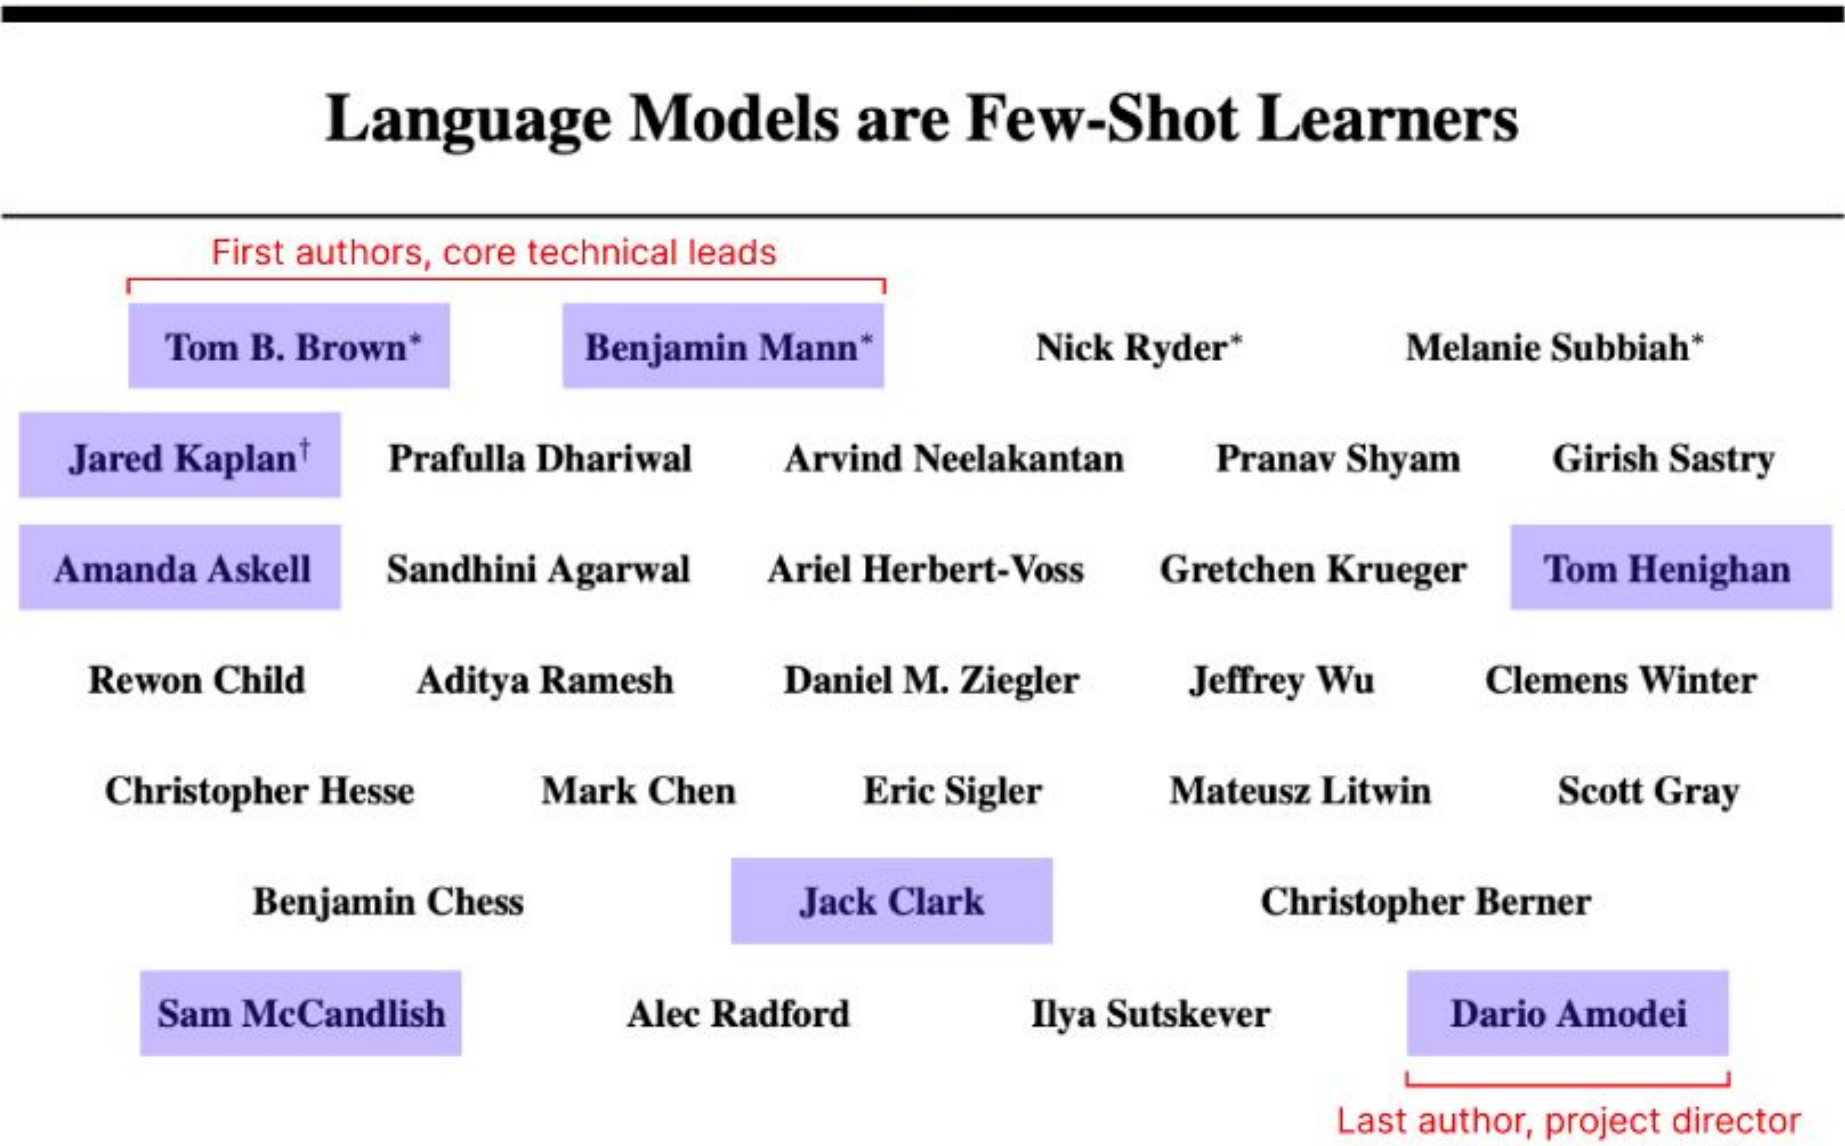 Language Models are Few-Shot Learners
First authors, core technical leads
Tom B. Brown* Benjamin Mann* Nick Ryder* Melanie Subbiah*
Jared Kaplan† Prafulla Dhariwal Arvind Neelakantan Pranav Shyam Girish Sastry
Amanda Askell Sandhini Agarwal Ariel Herbert-Voss Gretchen Krueger Tom Henighan
Rewon Child Aditya Ramesh Daniel M. Ziegler Jeffrey Wu Clemens Winter
Christopher Hesse Mark Chen Eric Sigler Mateusz Litwin Scott Gray
Benjamin Chess Jack Clark Christopher Berner
Sam McCandlish Alec Radford Ilya Sutskever Dario Amodei
Last author, project director